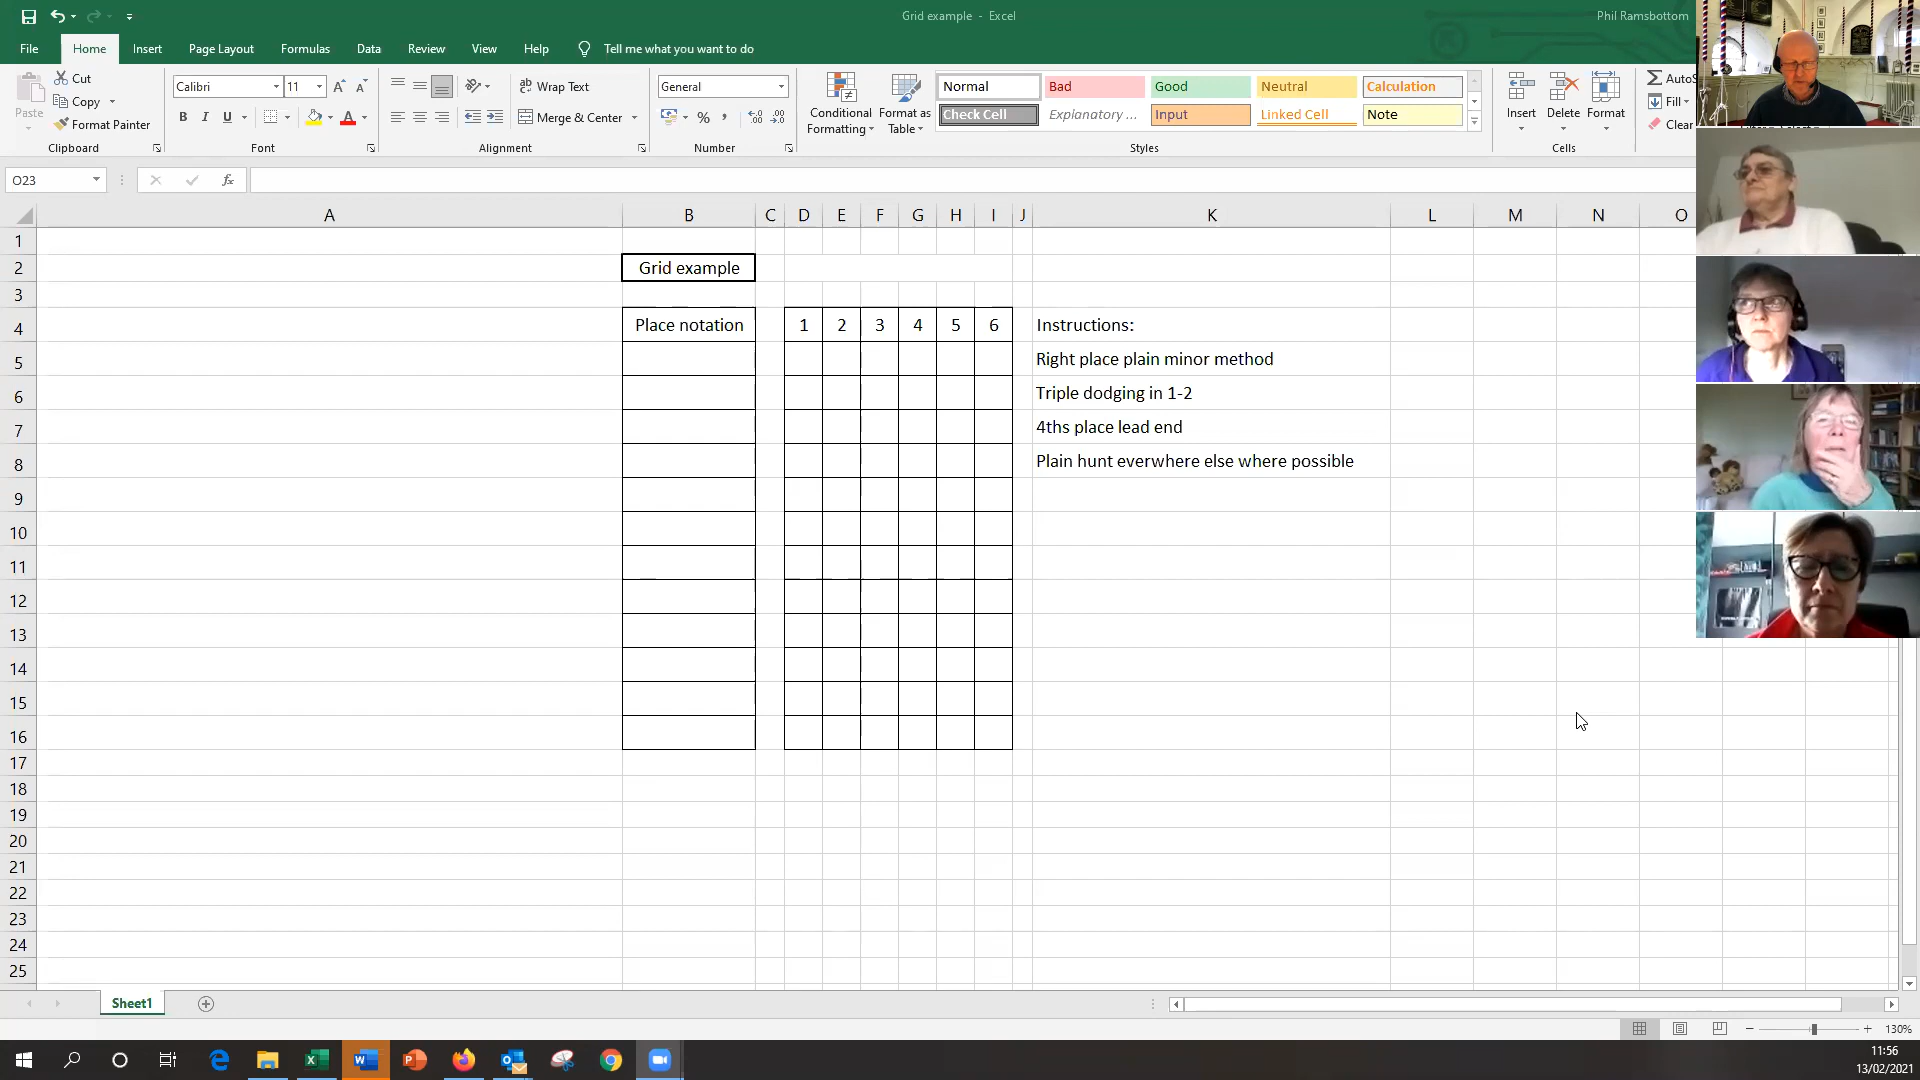 Grid example - Excel
Phil Ramsbottom
File Home Insert Page Layout Formulas Data Review View Help Tell me what you want to do
Paste
Cut
Copy
Format Painter
Clipboard
Calibri 11
B I U
Font
Wrap Text
Merge & Center
Alignment
General
Number
Conditional Formatting
Format as Table
Normal Bad Good Neutral Calculation
Check Cell Explanatory ... Input Linked Cell Note
Styles
Insert Delete Format
Cells
AutoS
Fill
Clear
O23
fx
A B C D E F G H I J K L M N O
1
2 Grid example
3
4 Place notation 1 2 3 4 5 6 Instructions:
5 Right place plain minor method
6 Triple dodging in 1-2
7 4ths place lead end
8 Plain hunt everwhere else where possible
9
10
11
12
13
14
15
16
17
18
19
20
21
22
23
24
25
Sheet1
130%
11:56
13/02/2021